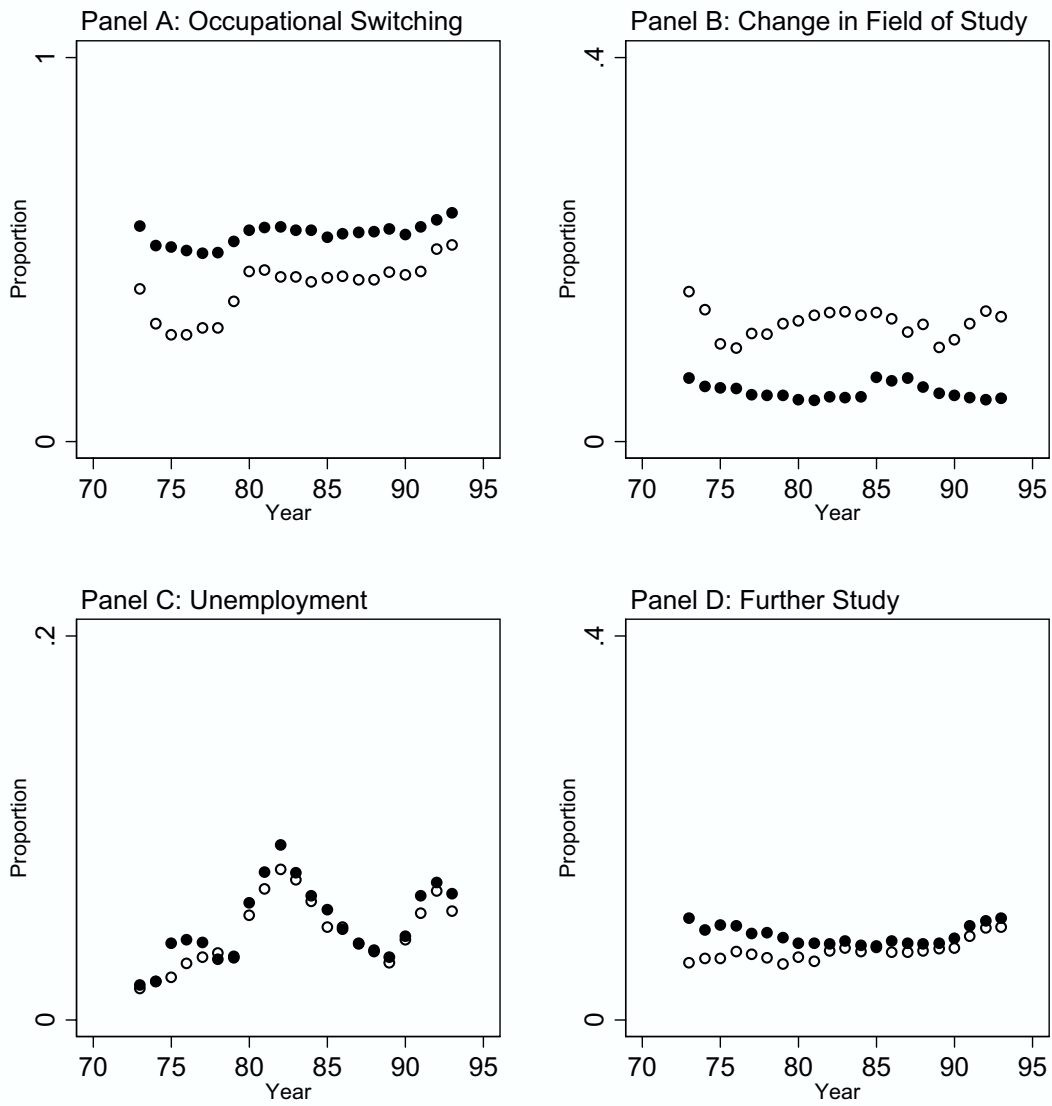 Panel A: Occupational Switching
1
0
Proportion
70 75 80 85 90 95
Year
Panel B: Change in Field of Study
.4
0
Proportion
70 75 80 85 90 95
Year
Panel C: Unemployment
.2
0
Proportion
70 75 80 85 90 95
Year
Panel D: Further Study
.4
0
Proportion
70 75 80 85 90 95
Year